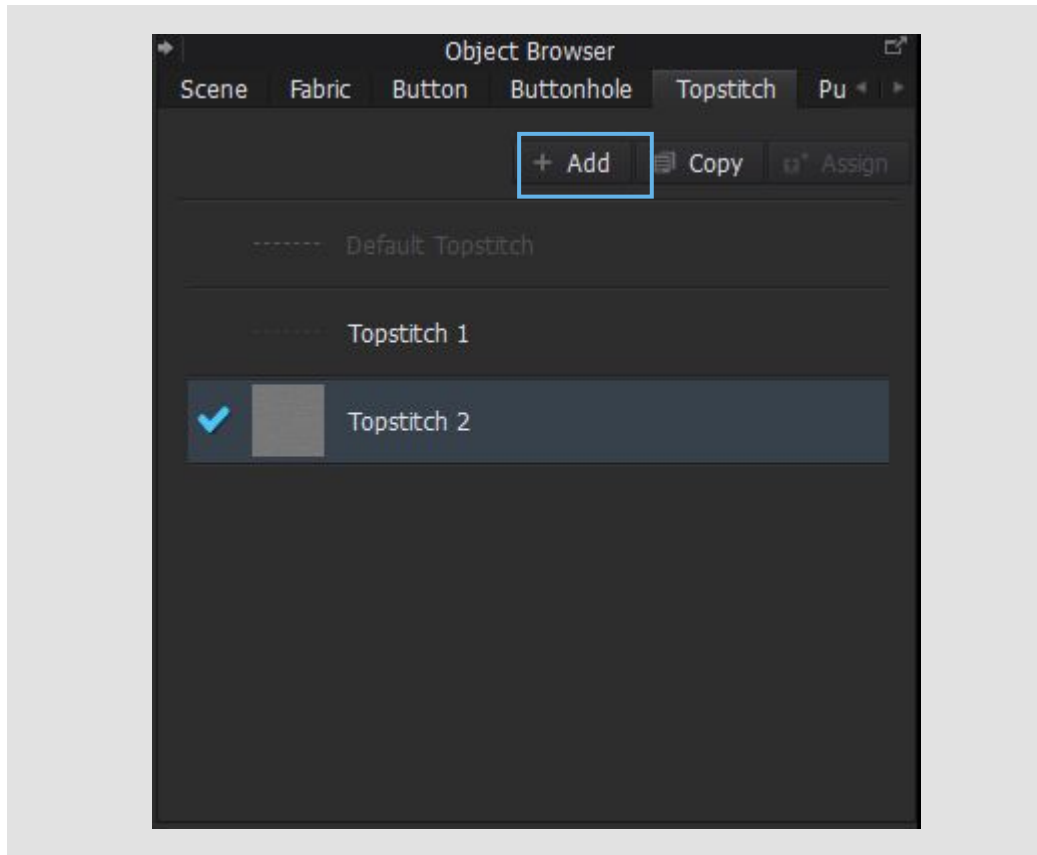 Object Browser
Scene Fabric Button Buttonhole Topstitch Pu
+ Add Copy Assign
Default Topstitch
Topstitch 1
Topstitch 2